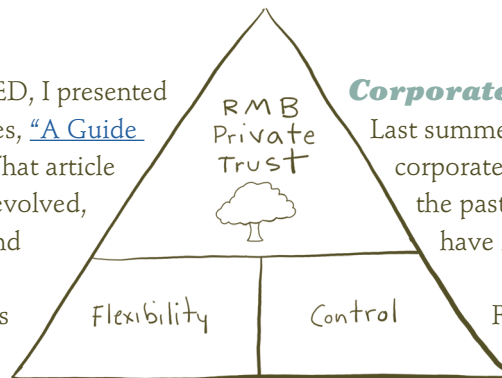 ED, I presented
es, “A Guide
That article
evolved,
nd
s
RMB
Private
Trust
Flexibility
Control
Corporate
Last summe
corporate
the past
have
F